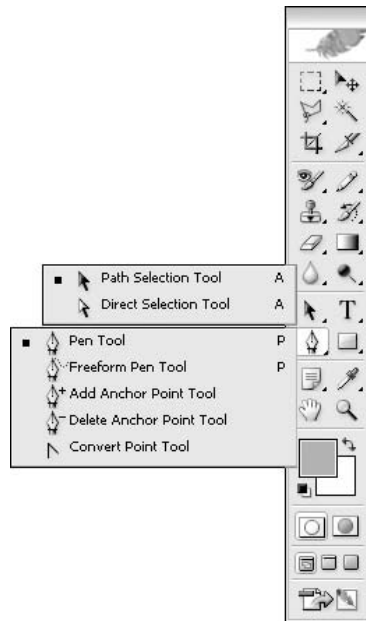 Path Selection Tool A
Direct Selection Tool A
T
Pen Tool P
Freeform Pen Tool P
Add Anchor Point Tool
Delete Anchor Point Tool
Convert Point Tool